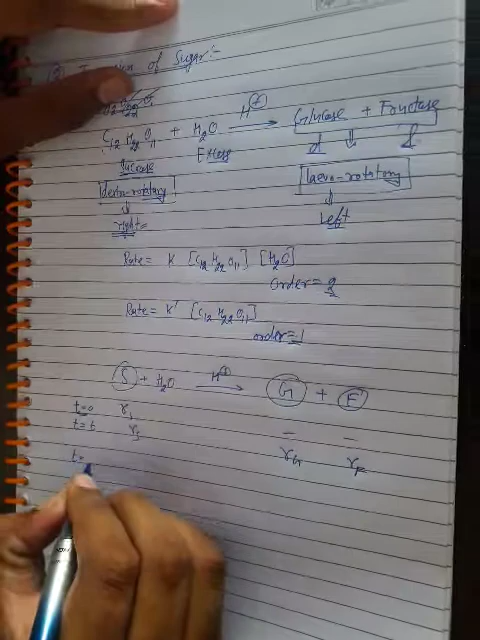 of Sugar:-
C12 H22 O11 + H2O H⊕ → Glucose + Fructose
sucrose Excess d ⇓ l
dextro-rotatory laevo-rotatory
⇓ ⇓
right= Left
Rate = K [C12 H22 O11] [H2O]
order = 2
Rate = K' [C12 H22 O11]
order = 1
S + H2O H⊕ → G + F
t=0 r1 – –
t=t rs rG rF
t=